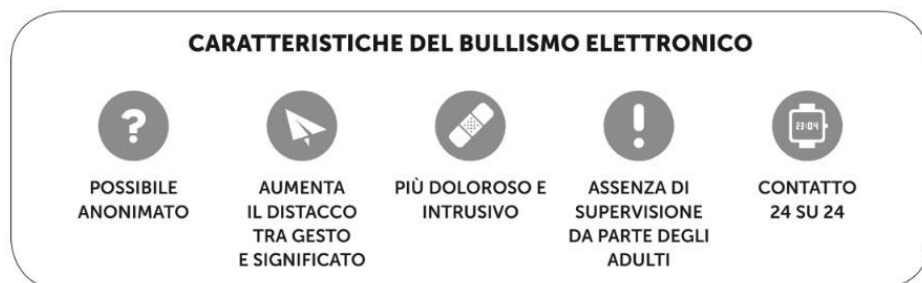 CARATTERISTICHE DEL BULLISMO ELETTRONICO
?
POSSIBILE
ANONIMATO
AUMENTA
IL DISTACCO
TRA GESTO
E SIGNIFICATO
PIÙ DOLOROSO E
INTRUSIVO
!
ASSENZA DI
SUPERVISIONE
DA PARTE DEGLI
ADULTI
23:04
CONTATTO
24 SU 24